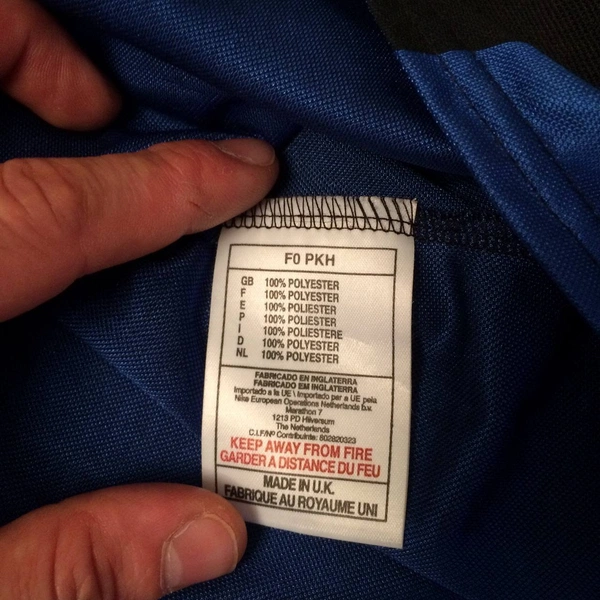 F0 PKH
GB 100% POLYESTER
F 100% POLYESTER
E 100% POLIESTER
P 100% POLIESTER
I 100% POLIESTERE
D 100% POLYESTER
NL 100% POLYESTER
FABRICADO EN INGLATERRA
FABRICADO EM INGLATERRA
Importado a la UE \ Importado par a UE pela
Nike European Operations Netherlands b.v.
Marathon 7
1213 PD Hilversum
The Netherlands
C.I.F/Nº Contribuinte: 802820323
KEEP AWAY FROM FIRE
GARDER A DISTANCE DU FEU
MADE IN U.K.
FABRIQUE AU ROYAUME UNI